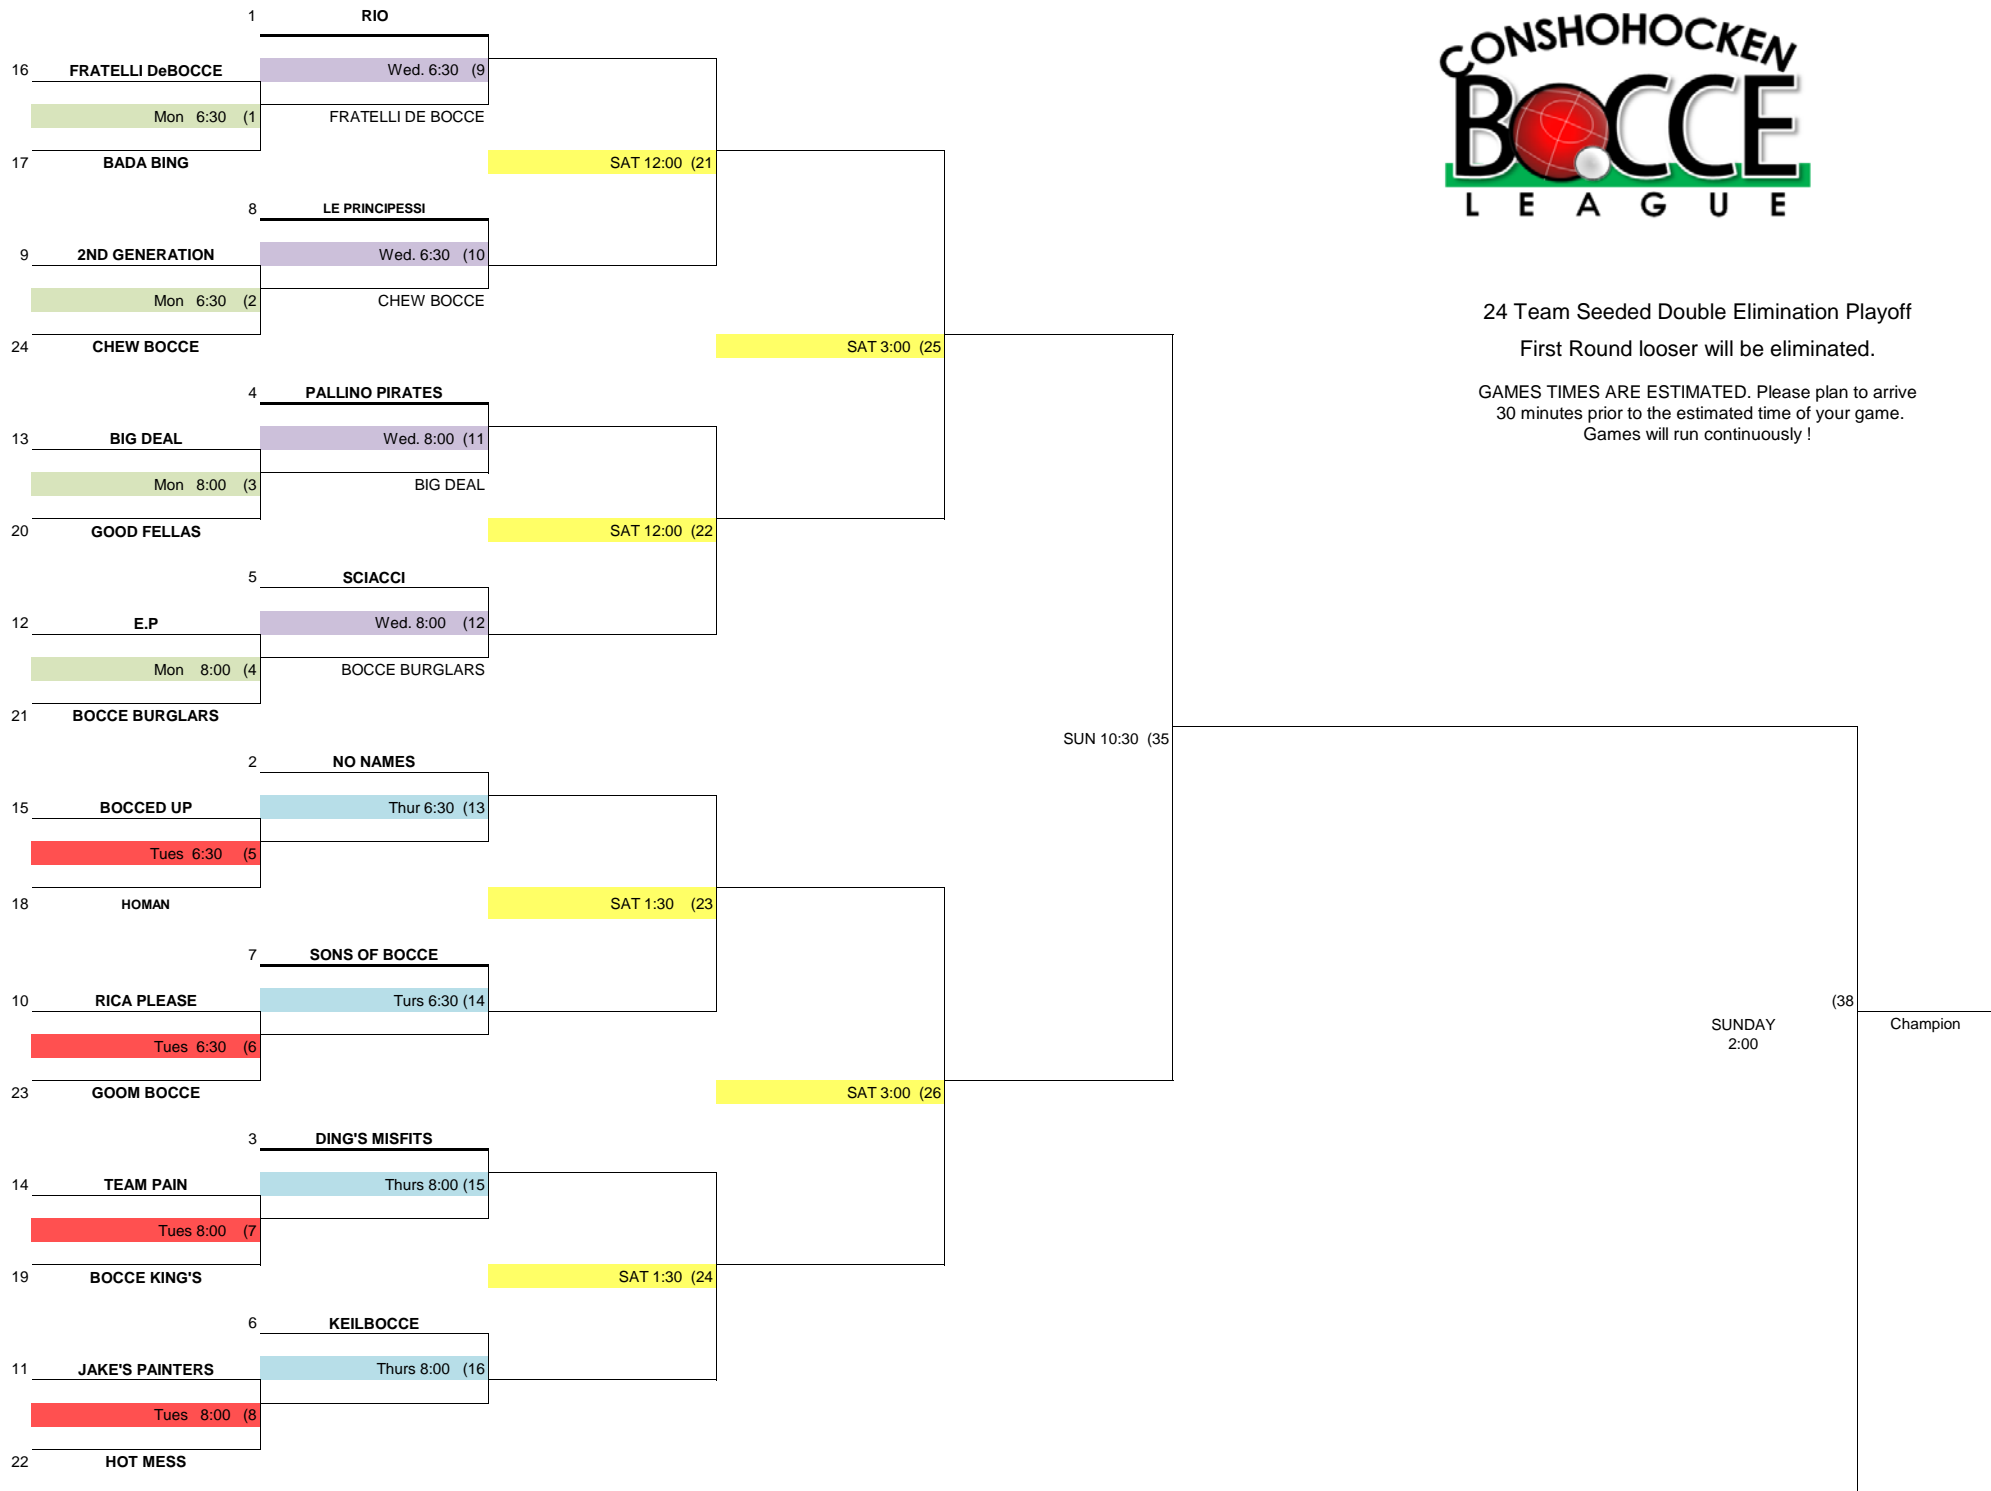 1 RIO
16 FRATELLI DeBOCCE Wed. 6:30 (9
Mon 6:30 (1 FRATELLI DE BOCCE
17 BADA BING SAT 12:00 (21
8 LE PRINCIPESSI
9 2ND GENERATION Wed. 6:30 (10
Mon 6:30 (2 CHEW BOCCE
24 CHEW BOCCE SAT 3:00 (25
4 PALLINO PIRATES
13 BIG DEAL Wed. 8:00 (11
Mon 8:00 (3 BIG DEAL
20 GOOD FELLAS SAT 12:00 (22
5 SCIACCI
12 E.P Wed. 8:00 (12
Mon 8:00 (4 BOCCE BURGLARS
21 BOCCE BURGLARS
SUN 10:30 (35
2 NO NAMES
15 BOCCED UP Thur 6:30 (13
Tues 6:30 (5
18 HOMAN SAT 1:30 (23
7 SONS OF BOCCE
10 RICA PLEASE Turs 6:30 (14
(38
SUNDAY
2:00
Champion
Tues 6:30 (6
23 GOOM BOCCE SAT 3:00 (26
3 DING'S MISFITS
14 TEAM PAIN Thurs 8:00 (15
Tues 8:00 (7
19 BOCCE KING'S SAT 1:30 (24
6 KEILBOCCE
11 JAKE'S PAINTERS Thurs 8:00 (16
Tues 8:00 (8
22 HOT MESS
CONSHOHOCKEN
BOCCE
LEAGUE
24 Team Seeded Double Elimination Playoff
First Round looser will be eliminated.
GAMES TIMES ARE ESTIMATED. Please plan to arrive
30 minutes prior to the estimated time of your game.
Games will run continuously !